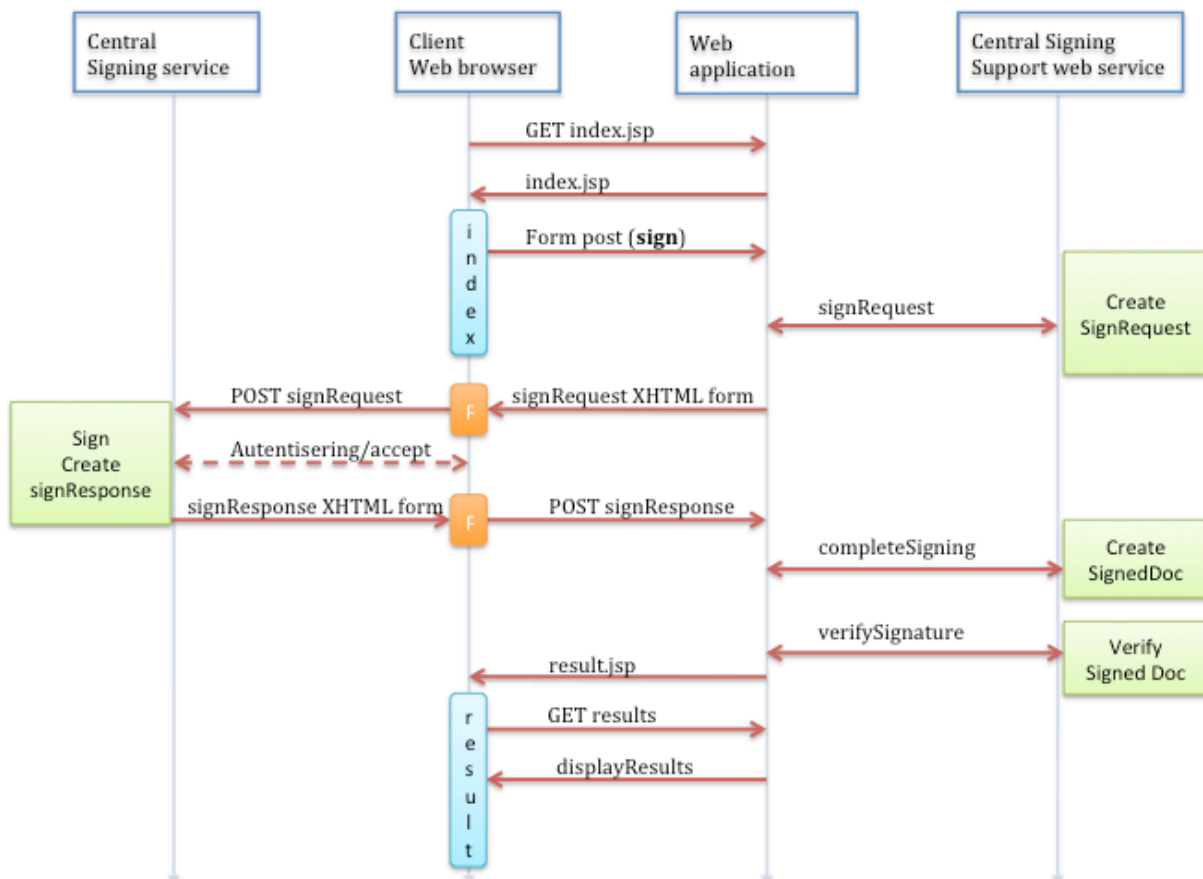 Central
Signing service
Client
Web browser
Web
application
Central Signing
Support web service
GET index.jsp
index.jsp
i
n
d
e
x
Form post (sign)
signRequest
Create
SignRequest
POST signRequest
F
signRequest XHTML form
Sign
Create
signResponse
Autentisering/accept
signResponse XHTML form
F
POST signResponse
completeSigning
Create
SignedDoc
verifySignature
Verify
Signed Doc
result.jsp
r
e
s
u
l
t
GET results
displayResults